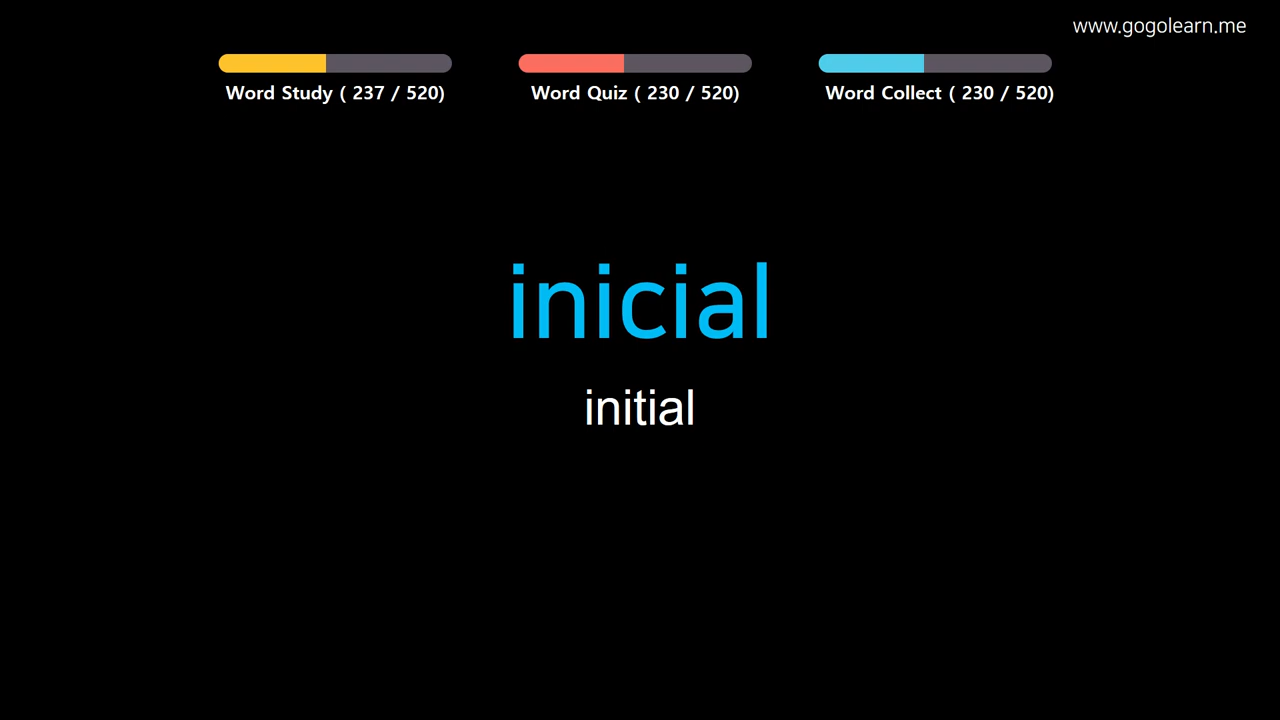 www.gogolearn.me
Word Study ( 237 / 520)
Word Quiz ( 230 / 520)
Word Collect ( 230 / 520)
inicial
initial